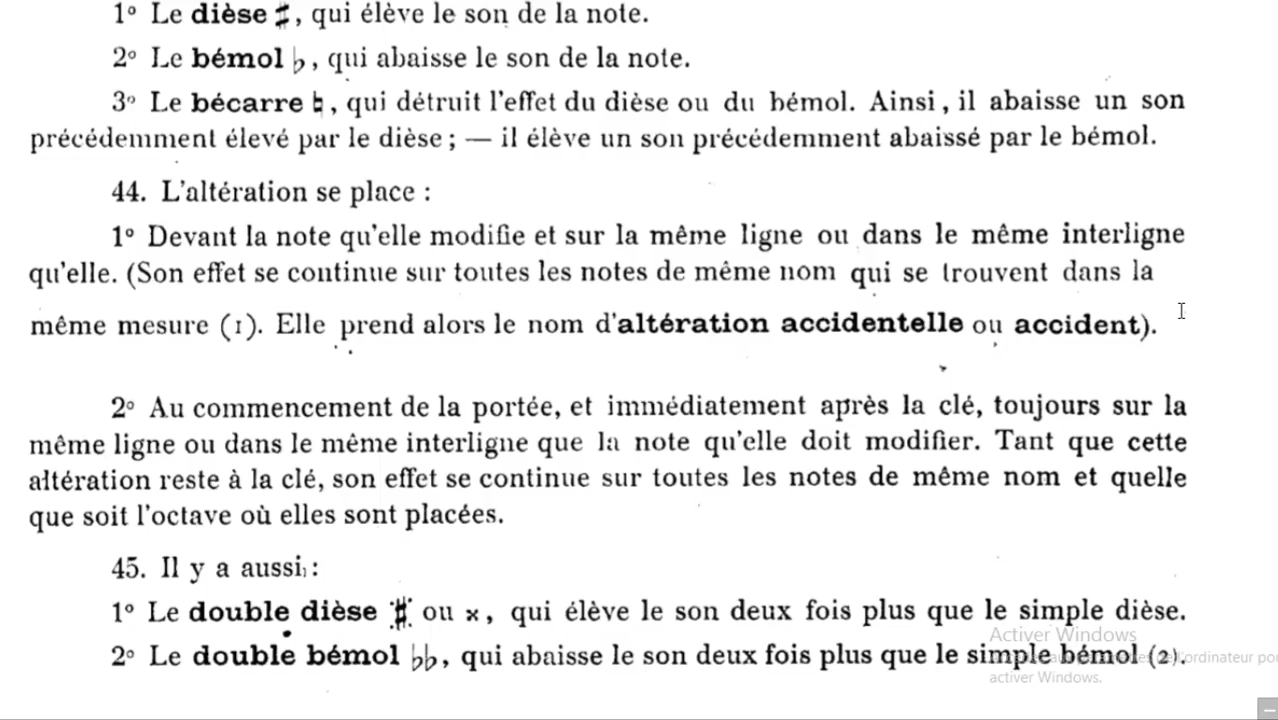 1° Le dièse ♯, qui élève le son de la note.
2° Le bémol ♭, qui abaisse le son de la note.
3° Le bécarre ♮, qui détruit l'effet du dièse ou du bémol. Ainsi, il abaisse un son
précédemment élevé par le dièse ; — il élève un son précédemment abaissé par le bémol.
44. L'altération se place :
1° Devant la note qu'elle modifie et sur la même ligne ou dans le même interligne
qu'elle. (Son effet se continue sur toutes les notes de même nom qui se trouvent dans la
même mesure (1). Elle prend alors le nom d'altération accidentelle ou accident).
2° Au commencement de la portée, et immédiatement après la clé, toujours sur la
même ligne ou dans le même interligne que la note qu'elle doit modifier. Tant que cette
altération reste à la clé, son effet se continue sur toutes les notes de même nom et quelle
que soit l'octave où elles sont placées.
45. Il y a aussi :
1° Le double dièse ⁙♯ ou x, qui élève le son deux fois plus que le simple dièse.
Activer Windows
2° Le double bémol ♭♭, qui abaisse le son deux fois plus que le simple bémol (2).
l'ordinateur pou
activer Windows.